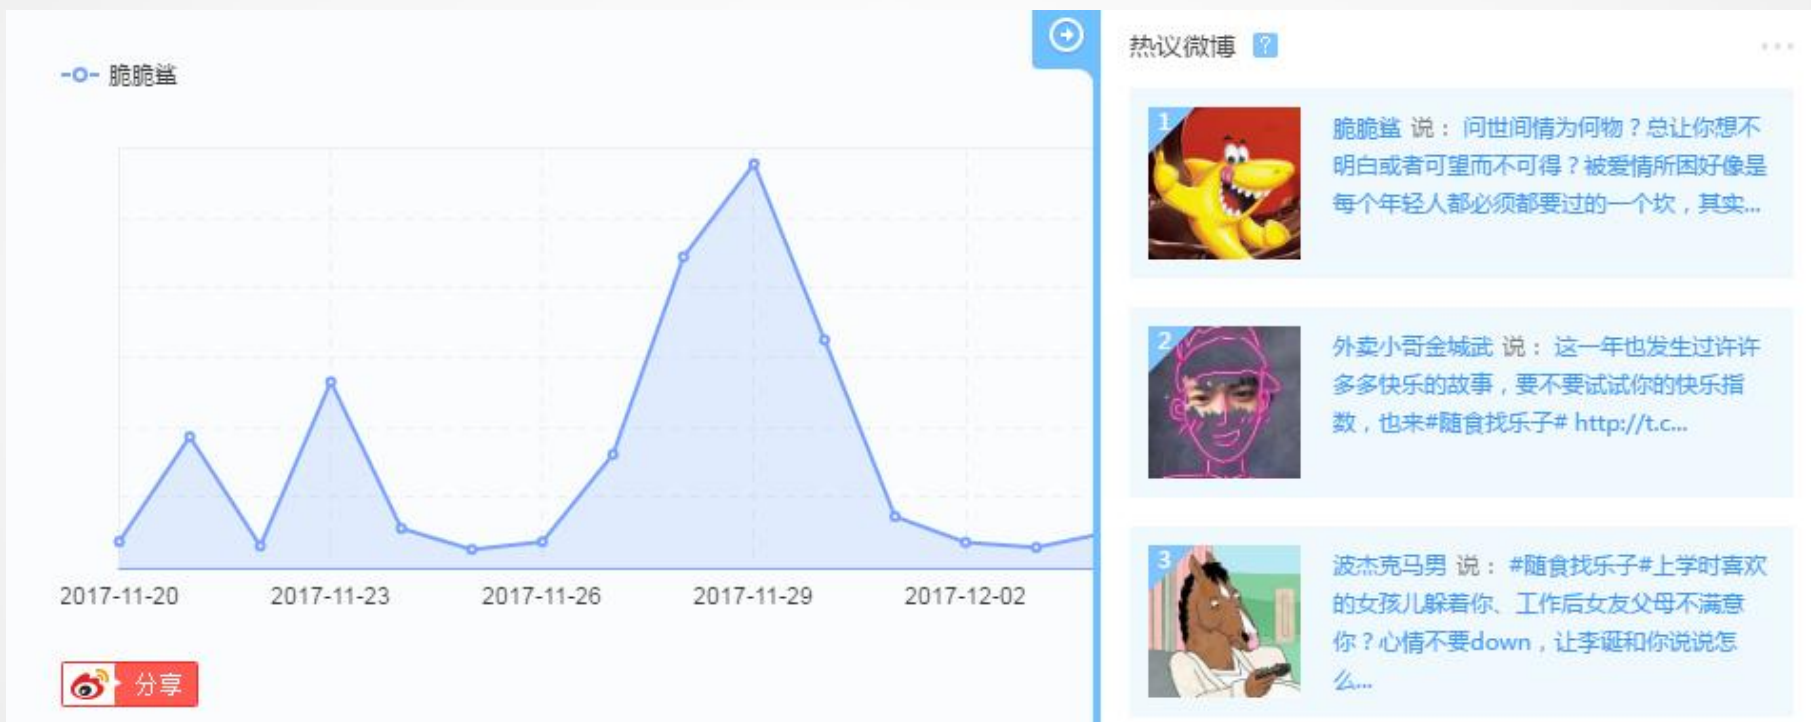 脆脆鲨
2017-11-20
2017-11-23
2017-11-26
2017-11-29
2017-12-02
分享
热议微博 ?
1
脆脆鲨 说： 问世间情为何物？总让你想不
明白或者可望而不可得？被爱情所困好像是
每个年轻人都必须都要过的一个坎，其实...
2
外卖小哥金城武 说： 这一年也发生过许许
多多快乐的故事，要不要试试你的快乐指
数，也来#随食找乐子# http://t.c...
3
波杰克马男 说： #随食找乐子#上学时喜欢
的女孩儿躲着你、工作后女友父母不满意
你？心情不要down，让李诞和你说说怎
么...